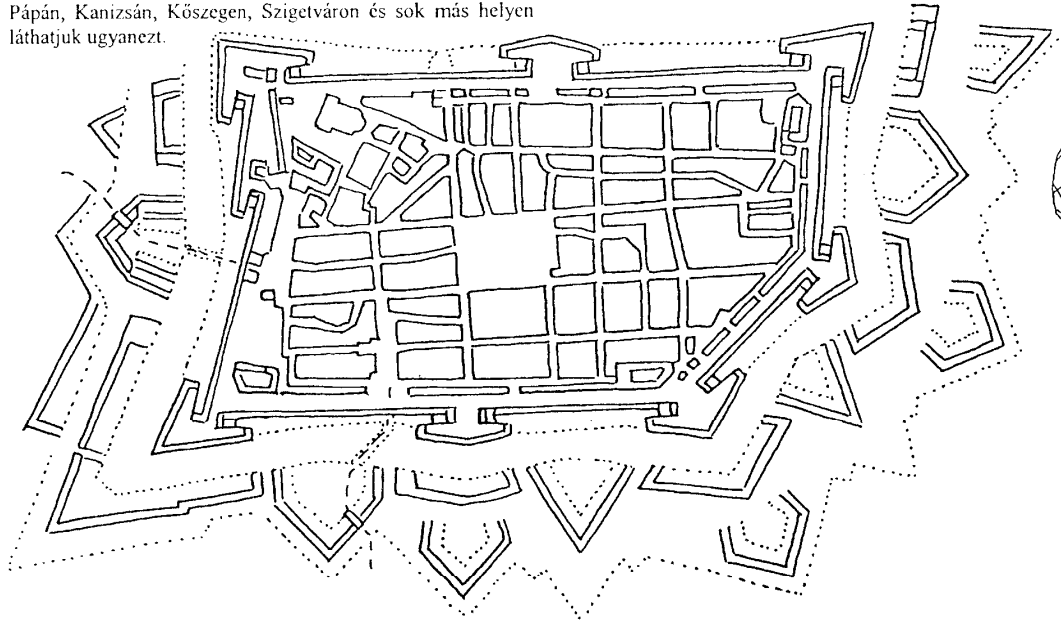 Pápán, Kanizsán, Kőszegen, Szigetváron és sok más helyen
láthatjuk ugyanezt.